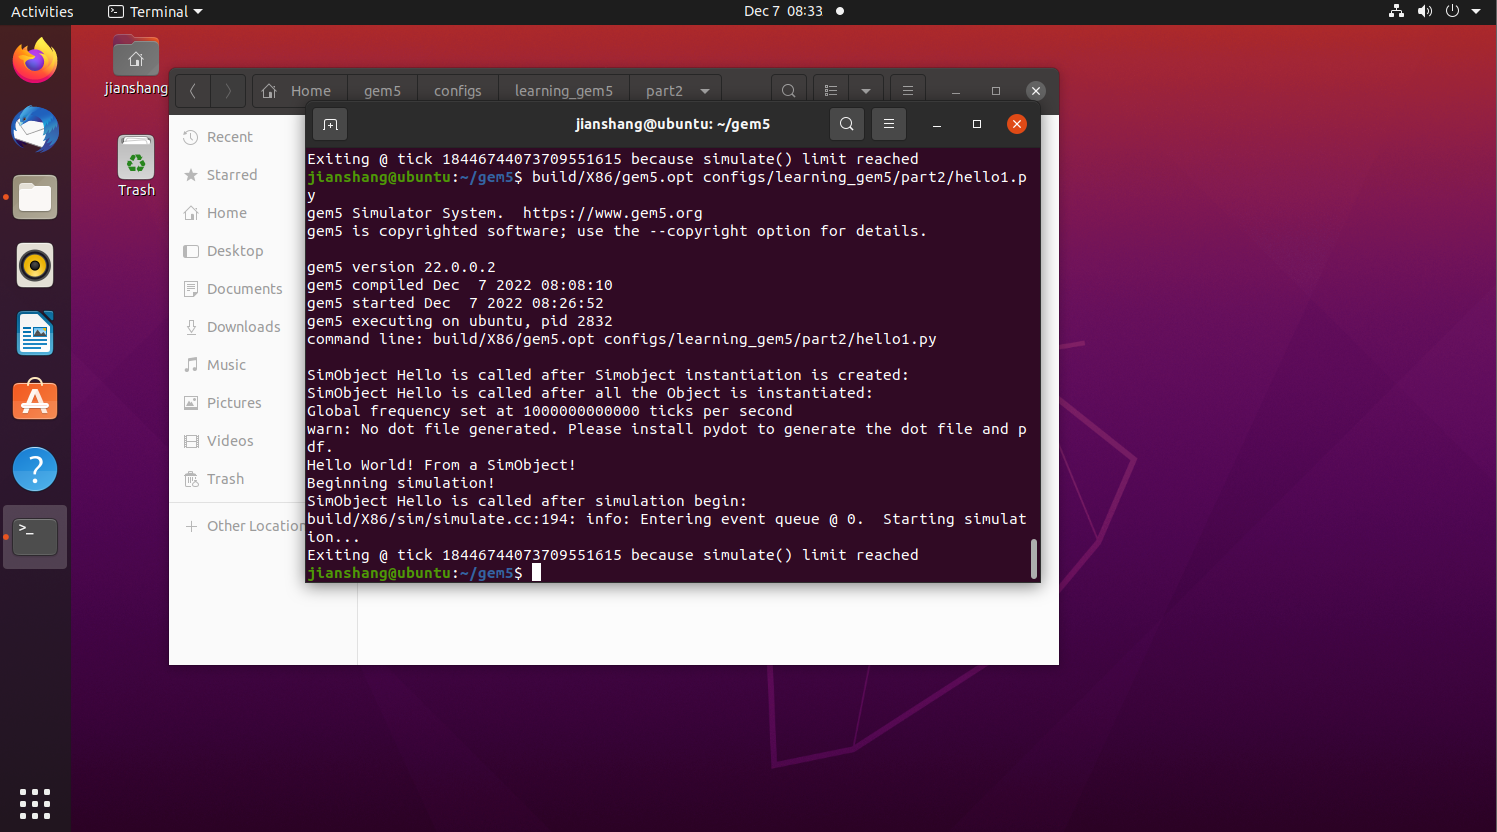 Activities
Terminal
Dec 7 08:33
jianshang
Trash
Home
gem5
configs
learning_gem5
part2
Recent
Starred
Home
Desktop
Documents
Downloads
Music
Pictures
Videos
Trash
Other Location
jianshang@ubuntu: ~/gem5
Exiting @ tick 18446744073709551615 because simulate() limit reached
jianshang@ubuntu:~/gem5$ build/X86/gem5.opt configs/learning_gem5/part2/hello1.p
y
gem5 Simulator System.  https://www.gem5.org
gem5 is copyrighted software; use the --copyright option for details.
gem5 version 22.0.0.2
gem5 compiled Dec  7 2022 08:08:10
gem5 started Dec  7 2022 08:26:52
gem5 executing on ubuntu, pid 2832
command line: build/X86/gem5.opt configs/learning_gem5/part2/hello1.py
SimObject Hello is called after Simobject instantiation is created:
SimObject Hello is called after all the Object is instantiated:
Global frequency set at 1000000000000 ticks per second
warn: No dot file generated. Please install pydot to generate the dot file and p
df.
Hello World! From a SimObject!
Beginning simulation!
SimObject Hello is called after simulation begin:
build/X86/sim/simulate.cc:194: info: Entering event queue @ 0.  Starting simulat
ion...
Exiting @ tick 18446744073709551615 because simulate() limit reached
jianshang@ubuntu:~/gem5$